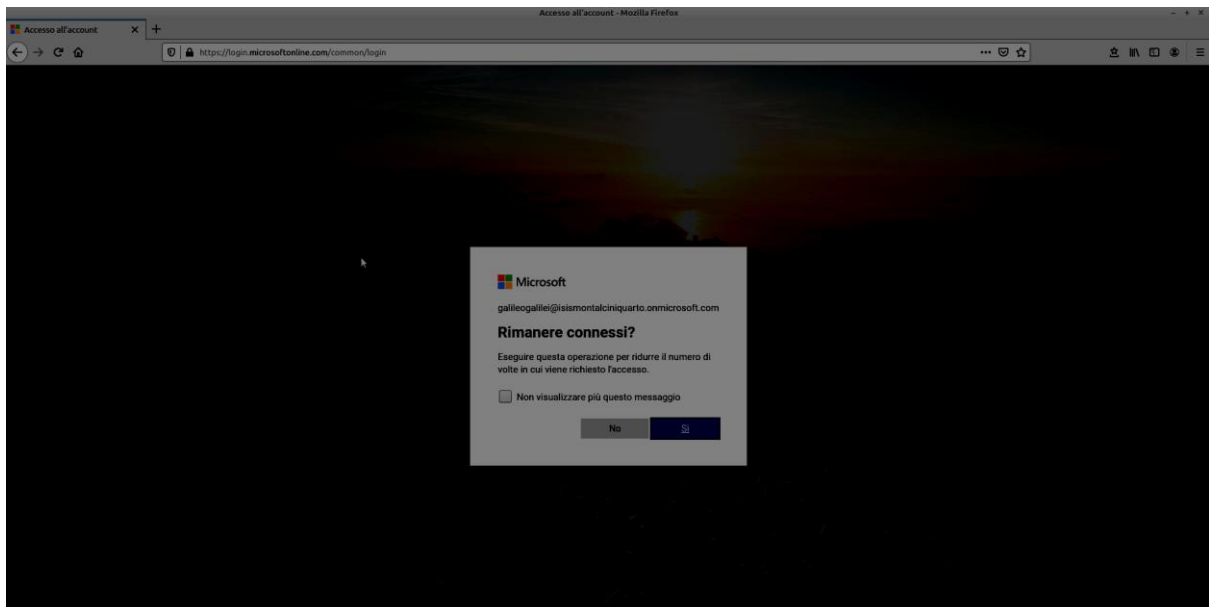 Accesso all'account - Mozilla Firefox
Accesso all'account
https://login.microsoftonline.com/common/login
Microsoft
galileogalilei@isismontalciniquarto.onmicrosoft.com
Rimanere connessi?
Eseguire questa operazione per ridurre il numero di
volte in cui viene richiesto l'accesso.
Non visualizzare più questo messaggio
No Sì